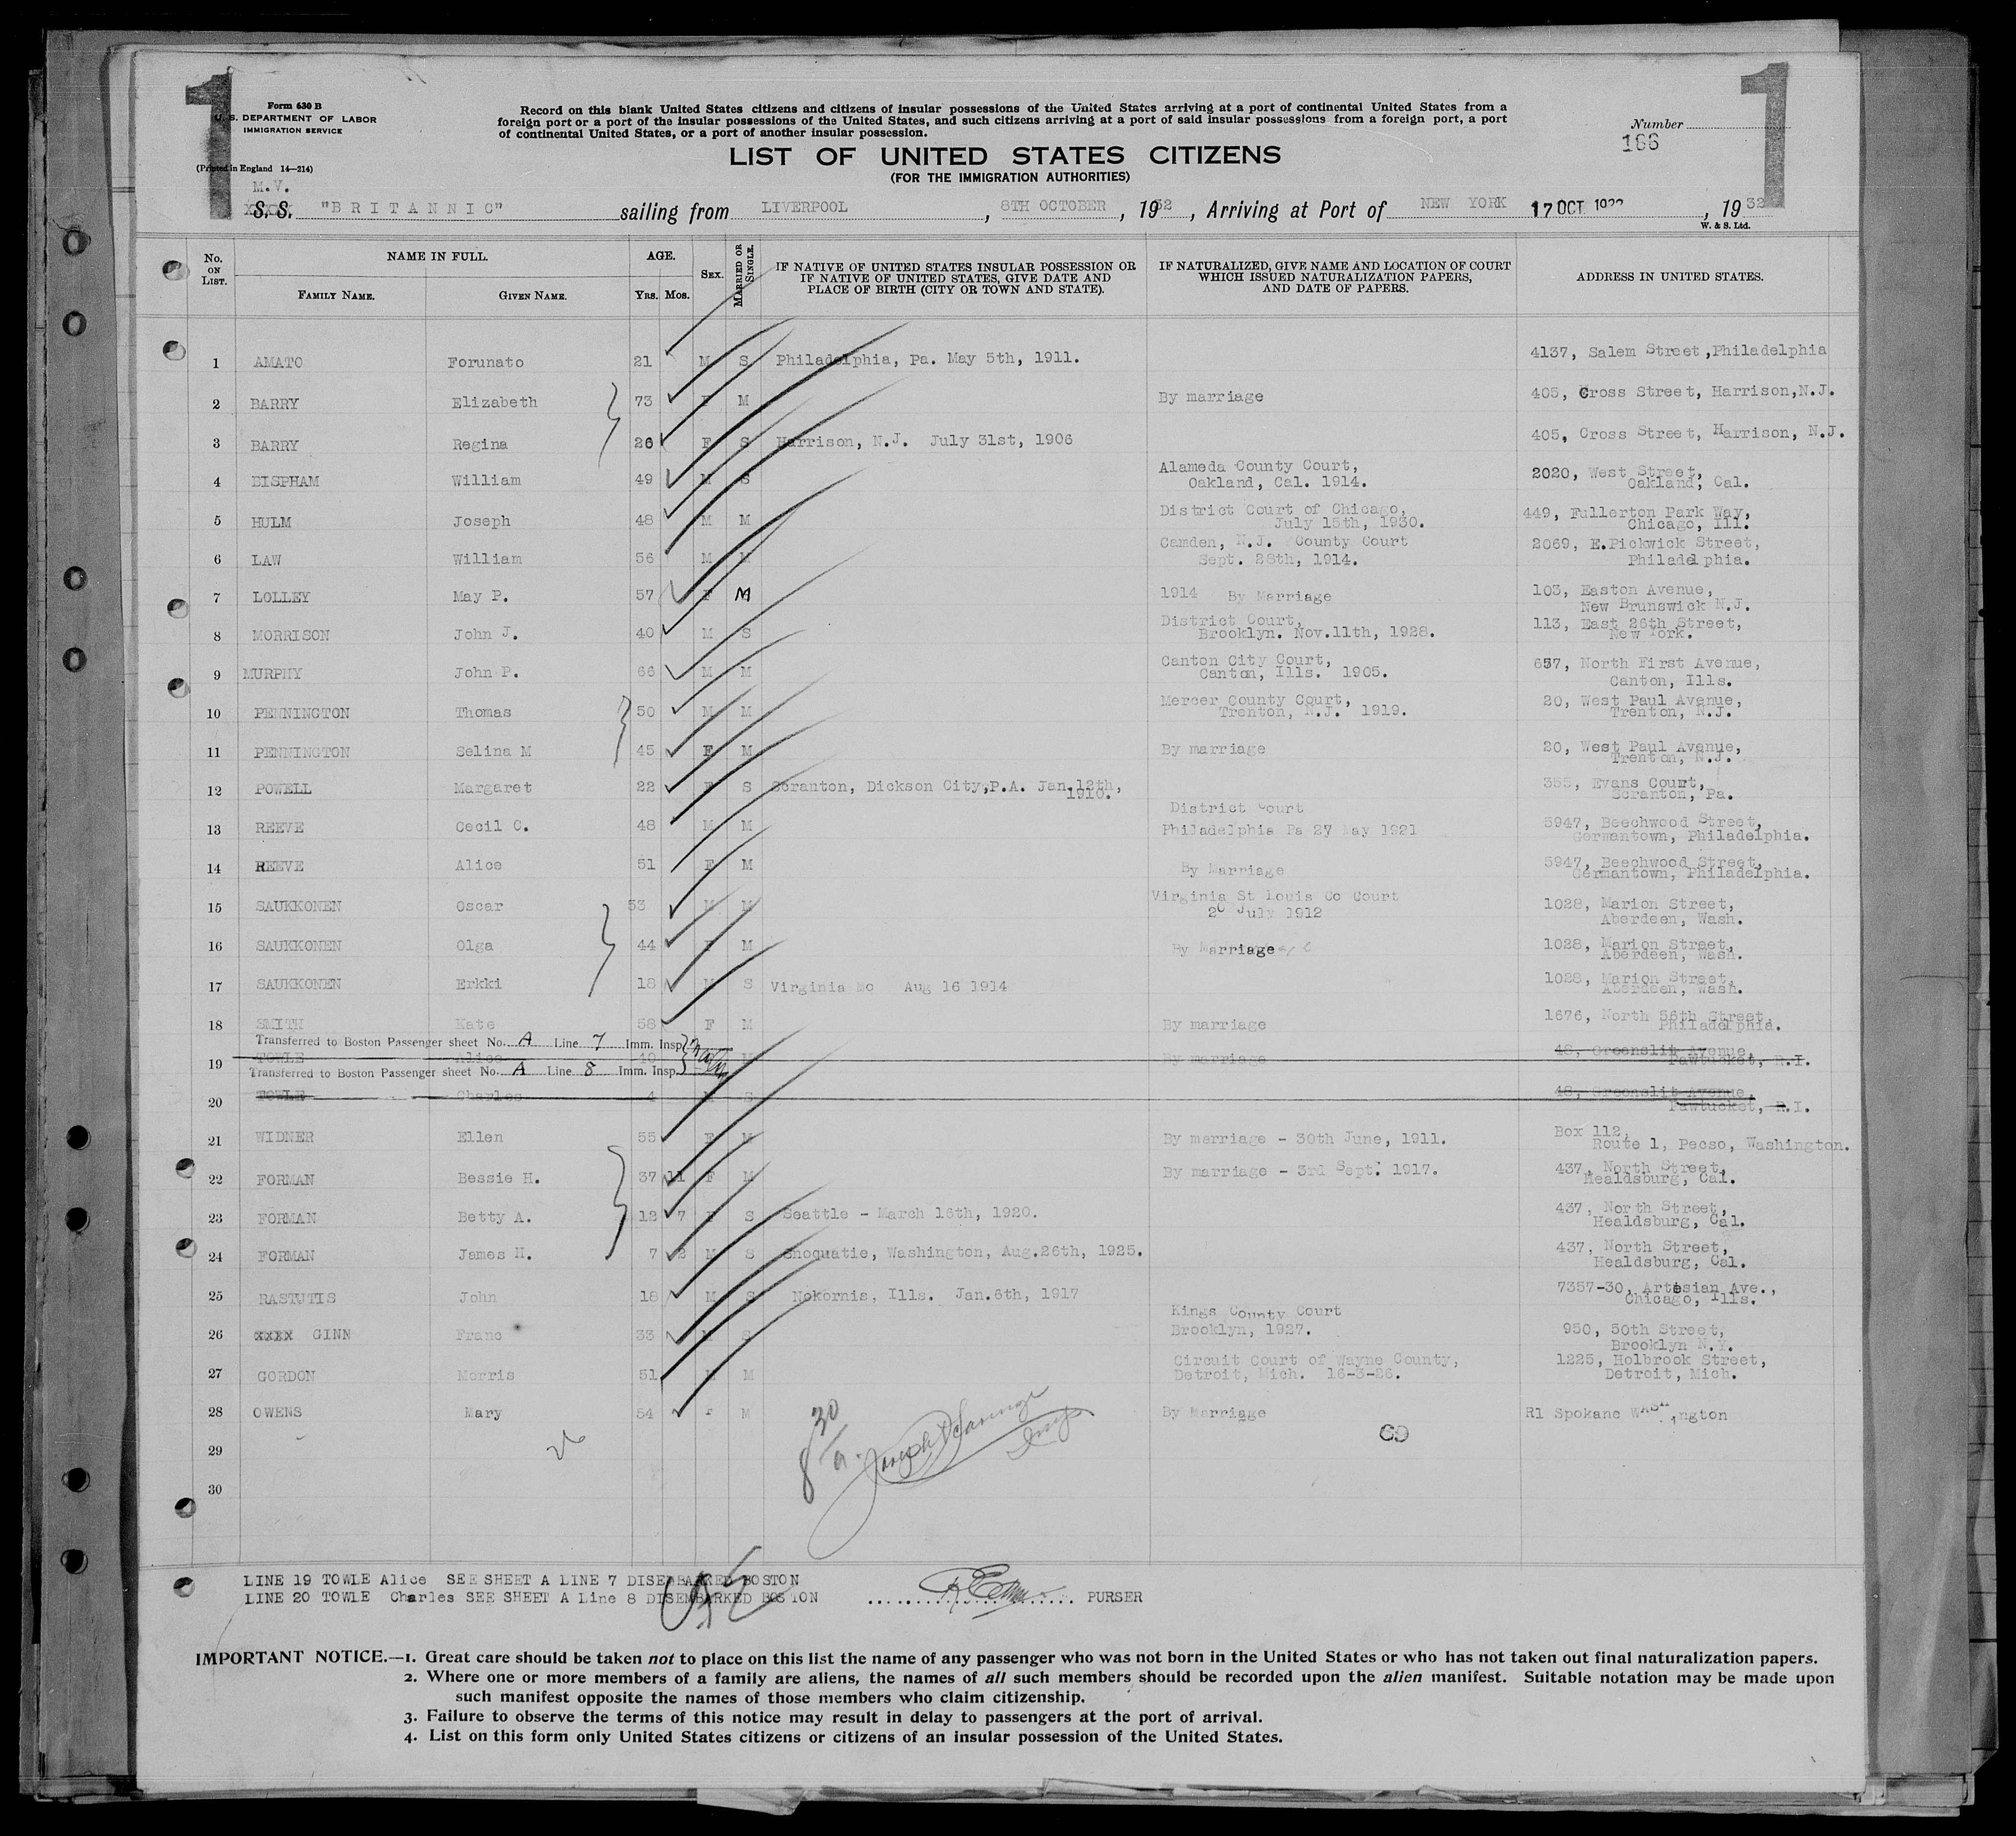 1
1
Form 630 B
U. S. DEPARTMENT OF LABOR
IMMIGRATION SERVICE
(Printed in England 14—214)
Record on this blank United States citizens and citizens of insular possessions of the United States arriving at a port of continental United States from a
foreign port or a port of the insular possessions of the United States, and such citizens arriving at a port of said insular possessions from a foreign port, a port
of continental United States, or a port of another insular possession.
Number
166
LIST OF UNITED STATES CITIZENS
(FOR THE IMMIGRATION AUTHORITIES)
M.V.
S.S. "BRITANNIC" sailing from LIVERPOOL, 8TH OCTOBER, 1932, Arriving at Port of NEW YORK 17 OCT 1932, 1932
W. & S. Ltd.
No. ON LIST. NAME IN FULL. AGE. SEX. MARRIED OR SINGLE. IF NATIVE OF UNITED STATES INSULAR POSSESSION OR IF NATIVE OF UNITED STATES, GIVE DATE AND PLACE OF BIRTH (CITY OR TOWN AND STATE). IF NATURALIZED, GIVE NAME AND LOCATION OF COURT WHICH ISSUED NATURALIZATION PAPERS, AND DATE OF PAPERS. ADDRESS IN UNITED STATES.
FAMILY NAME. GIVEN NAME. YRS. MOS.
1 AMATO Forunato 21 M S Philadelphia, Pa. May 5th, 1911. 4137, Salem Street, Philadelphia
2 BARRY Elizabeth 73 F M By marriage 405, Cross Street, Harrison, N.J.
3 BARRY Regina 26 F S Harrison, N.J. July 31st, 1906 405, Cross Street, Harrison, N.J.
4 BISPHAM William 49 M S Alameda County Court, Oakland, Cal. 1914. 2020, West Street, Oakland, Cal.
5 HULM Joseph 48 M M District Court of Chicago, July 15th, 1930. 449, Fullerton Park Way, Chicago, Ill.
6 LAW William 56 M M Camden, N.J. County Court Sept. 28th, 1914. 2069, E.Pickwick Street, Philadelphia.
7 LOLLEY May P. 57 F M 1914 By Marriage 103, Easton Avenue, New Brunswick N.J.
8 MORRISON John J. 40 M S District Court, Brooklyn. Nov.11th, 1928. 113, East 26th Street, New York.
9 MURPHY John P. 66 M M Canton City Court, Canton, Ills. 1905. 657, North First Avenue, Canton, Ills.
10 PENNINGTON Thomas 50 M M Mercer County Court, Trenton, N.J. 1919. 20, West Paul Avenue, Trenton, N.J.
11 PENNINGTON Selina M 45 F M By marriage 20, West Paul Avenue, Trenton, N.J.
12 POWELL Margaret 22 F S Scranton, Dickson City, P.A. Jan.12th, 1910. 355, Evans Court, Scranton, Pa.
13 REEVE Cecil C. 48 M M District Court Philadelphia Pa 27 May 1921 5947, Beechwood Street, Germantown, Philadelphia.
14 REEVE Alice 51 F M By Marriage 5947, Beechwood Street, Germantown, Philadelphia.
15 SAUKKONEN Oscar 53 M M Virginia St Louis Co Court 20 July 1912 1028, Marion Street, Aberdeen, Wash.
16 SAUKKONEN Olga 44 F M By Marriage 1028, Marion Street, Aberdeen, Wash.
17 SAUKKONEN Erkki 18 M S Virginia Mo Aug 16 1914 1028, Marion Street, Aberdeen, Wash.
18 SMITH Kate 58 F M By marriage 1676, North 56th Street, Philadelphia.
Transferred to Boston Passenger sheet No. A Line 7 Imm. Insp.
19 TOWLE Alice 40 M By marriage 48, Greenslit Avenue, Pawtucket, R.I.
Transferred to Boston Passenger sheet No. A Line 8 Imm. Insp.
20 TOWLE Charles 4 M S 48, Greenslit Avenue, Pawtucket, R.I.
21 WIDNER Ellen 55 F M By marriage - 30th June, 1911. Box 112, Route 1, Pecso, Washington.
22 FORMAN Bessie H. 37 11 F M By marriage - 3rd Sept. 1917. 437, North Street, Healdsburg, Cal.
23 FORMAN Betty A. 12 7 F S Seattle - March 16th, 1920. 437, North Street, Healdsburg, Cal.
24 FORMAN James H. 7 2 M S Snoquatie, Washington, Aug.26th, 1925. 437, North Street, Healdsburg, Cal.
25 RASTUTIS John 18 M S Nokornis, Ills. Jan.6th, 1917 7357-30, Artesian Ave., Chicago, Ills.
26 xxxx GINN Franc 33 M S Kings County Court Brooklyn, 1927. 950, 50th Street, Brooklyn N.Y.
27 GORDON Morris 51 M M Circuit Court of Wayne County, Detroit, Mich. 16-3-26. 1225, Holbrook Street, Detroit, Mich.
28 OWENS Mary 54 F M By Marriage R1 Spokane Washington
29
30
LINE 19 TOWLE Alice SEE SHEET A LINE 7 DISEMBARKED BOSTON
LINE 20 TOWLE Charles SEE SHEET A Line 8 DISEMBARKED BOSTON PURSER
IMPORTANT NOTICE.—1. Great care should be taken not to place on this list the name of any passenger who was not born in the United States or who has not taken out final naturalization papers.
2. Where one or more members of a family are aliens, the names of all such members should be recorded upon the alien manifest. Suitable notation may be made upon
such manifest opposite the names of those members who claim citizenship.
3. Failure to observe the terms of this notice may result in delay to passengers at the port of arrival.
4. List on this form only United States citizens or citizens of an insular possession of the United States.